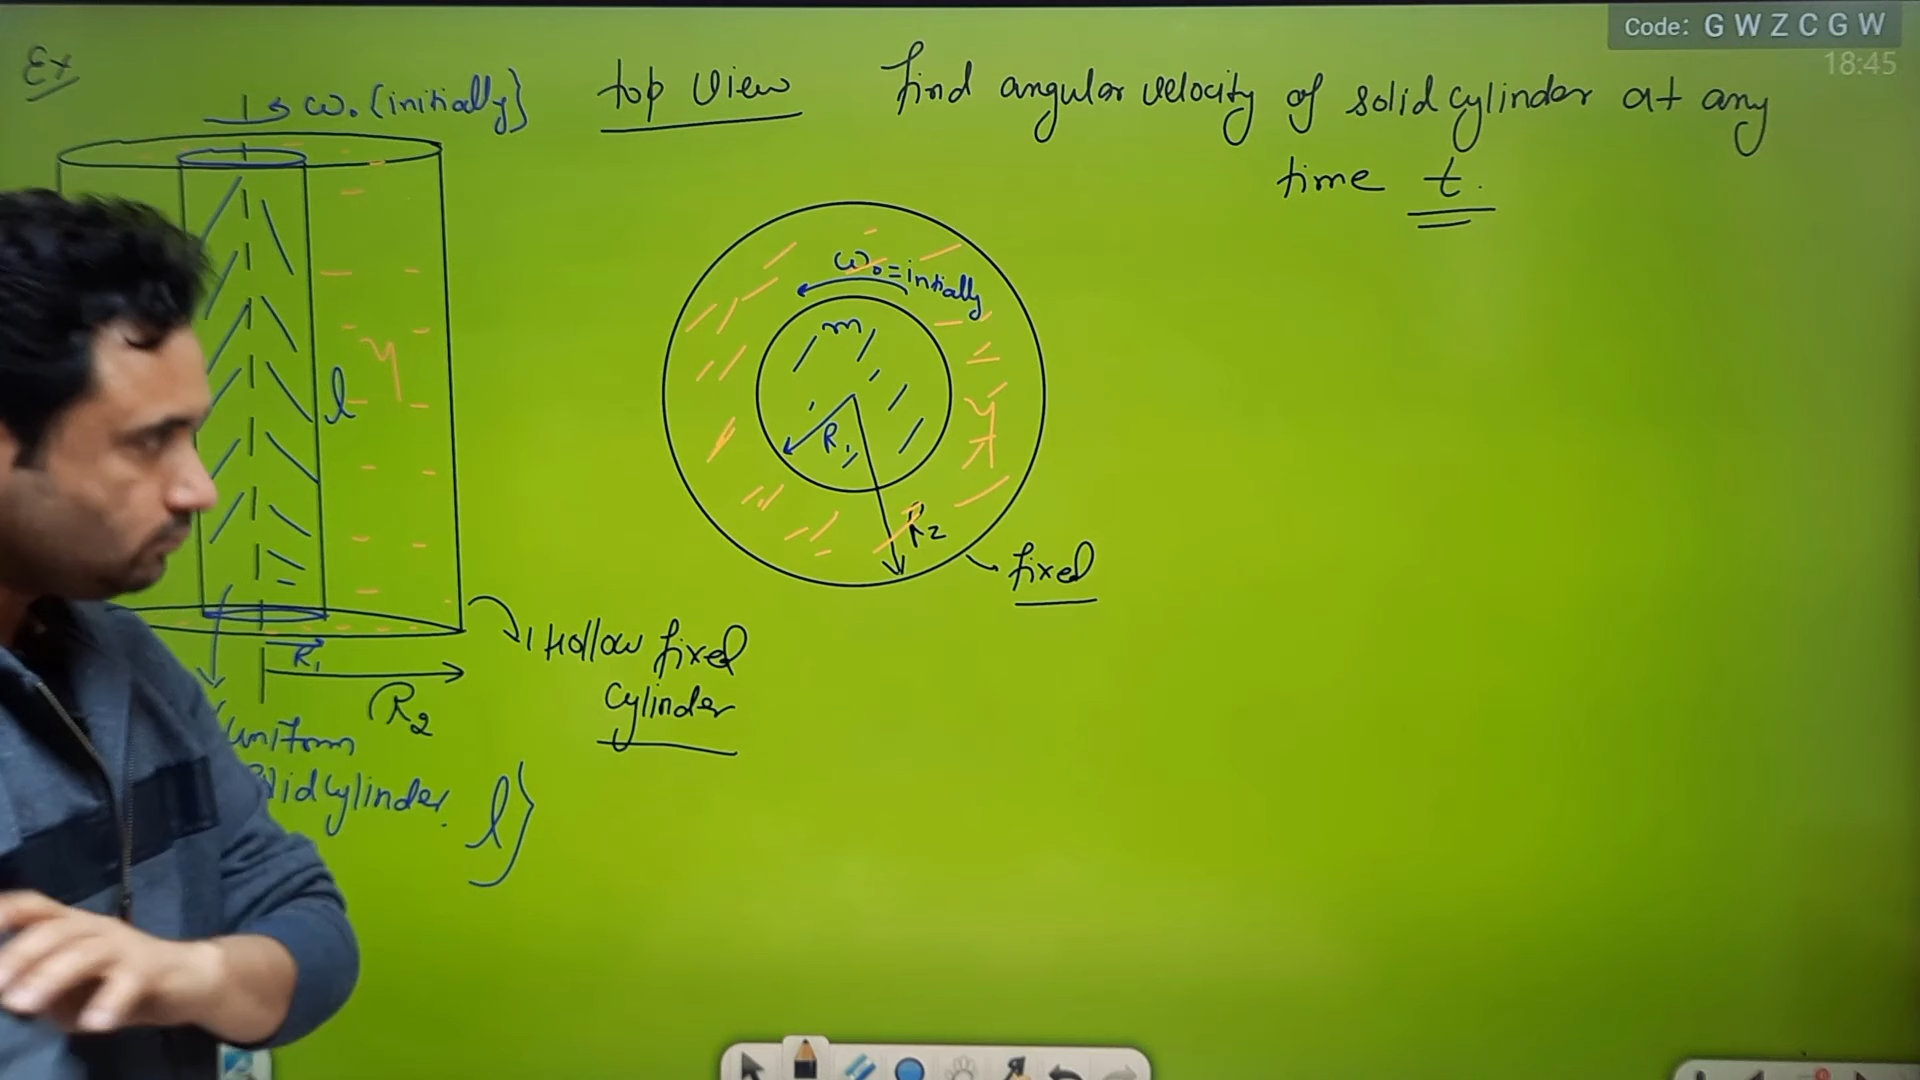 Code: G W Z C G W
18:45
Ex
ω₀ (initially)
top view
find angular velocity of solid cylinder at any
time t.
ω₀ = initially
m
R₁
R₂
η
fixed
l
η
R₁
R₂
Hollow fixed
cylinder
uniform
solid cylinder. l}